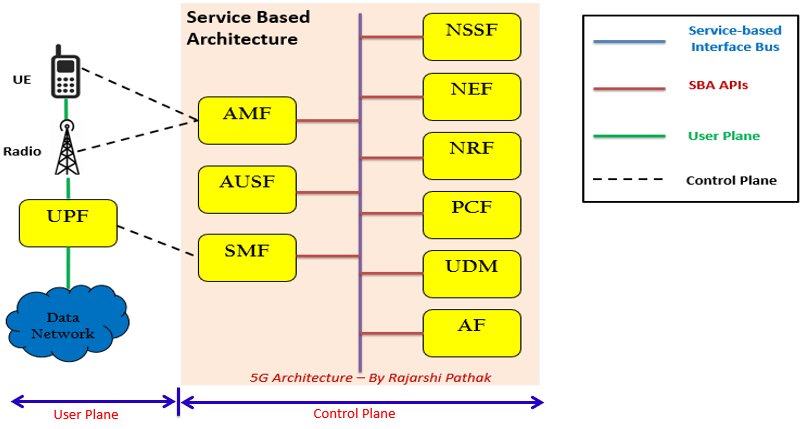 Service Based
Architecture
UE
Radio
UPF
Data
Network
AMF
AUSF
SMF
NSSF
NEF
NRF
PCF
UDM
AF
5G Architecture – By Rajarshi Pathak
User Plane
Control Plane
Service-based
Interface Bus
SBA APIs
User Plane
Control Plane